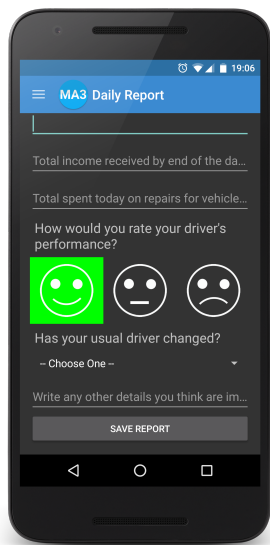 19:06
MA3 Daily Report
Total income received by end of the da...
Total spent today on repairs for vehicle...
How would you rate your driver's
performance?
Has your usual driver changed?
-- Choose One --
Write any other details you think are im...
SAVE REPORT